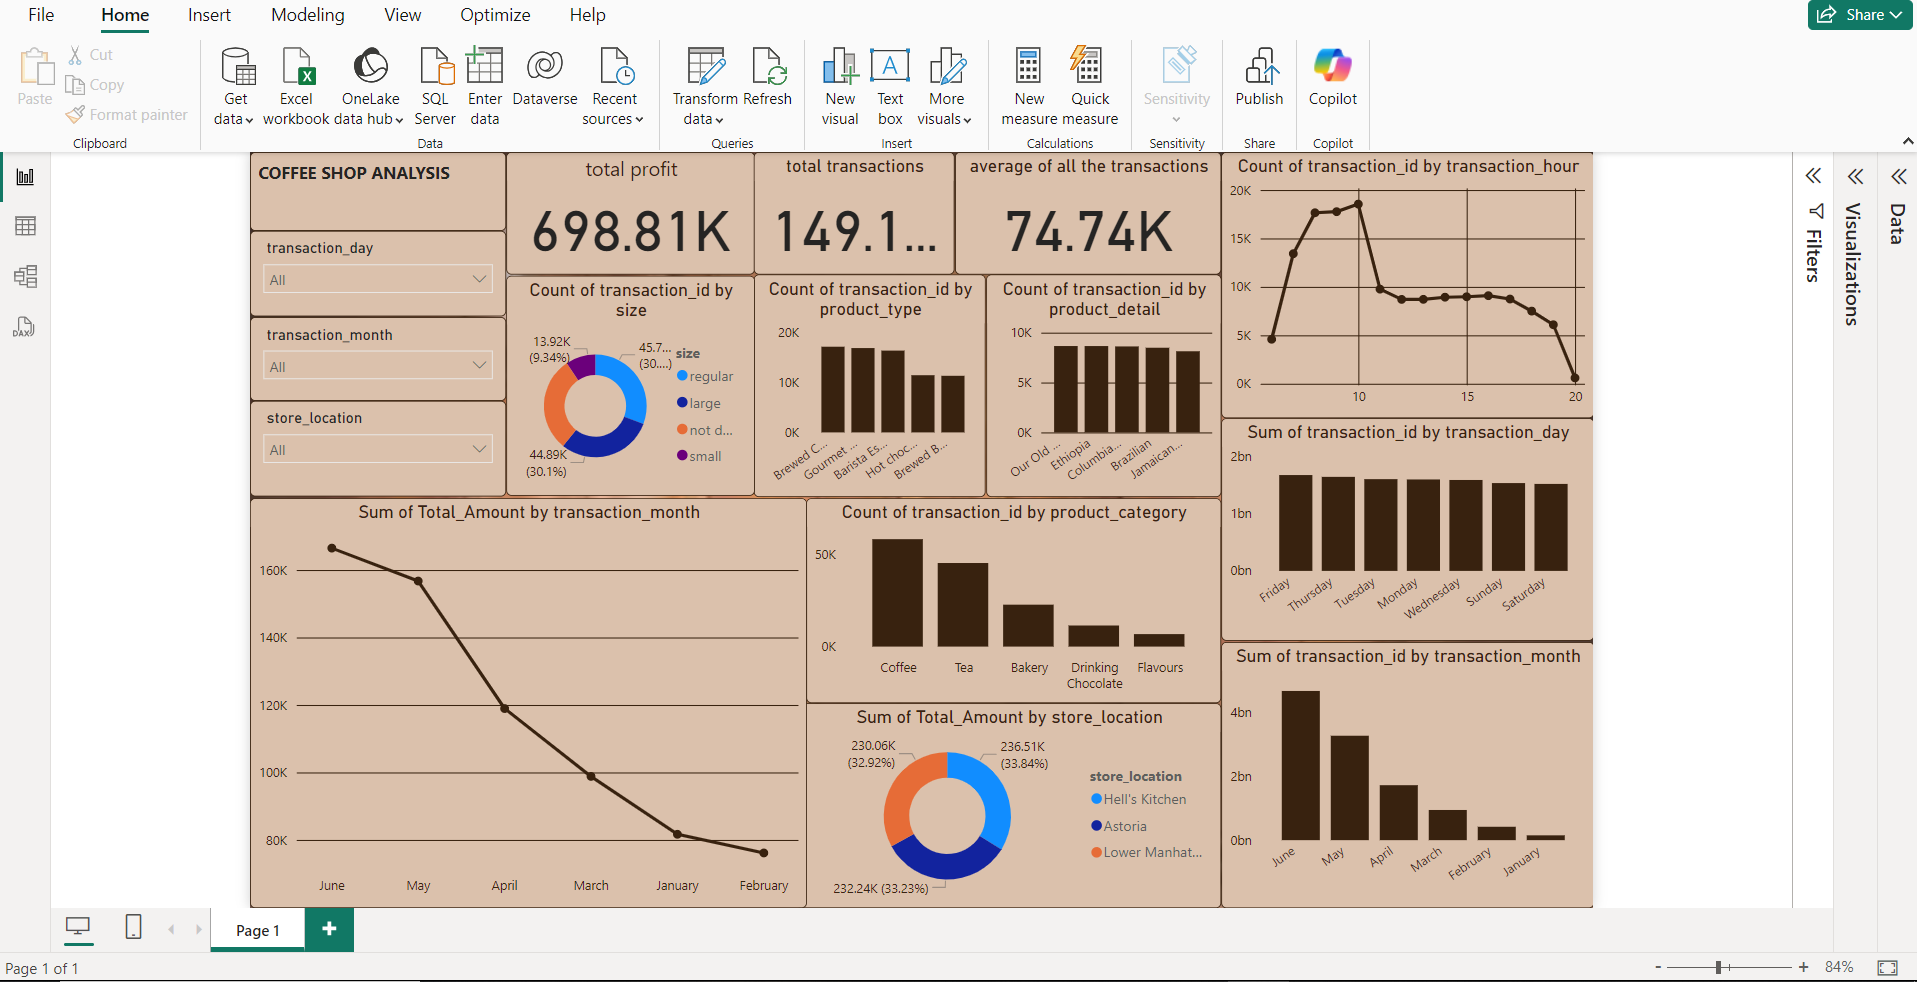 File Home Insert Modeling View Optimize Help
Share
Paste
Cut
Copy
Format painter
Clipboard
Get data
Excel workbook
OneLake data hub
SQL Server
Enter data
Dataverse
Recent sources
Data
Transform data
Refresh
Queries
New visual
Text box
More visuals
Insert
New measure
Quick measure
Calculations
Sensitivity
Sensitivity
Publish
Share
Copilot
Copilot
DAX
COFFEE SHOP ANALYSIS
transaction_day
All
transaction_month
All
store_location
All
total profit
698.81K
total transactions
149.1...
average of all the transactions
74.74K
Count of transaction_id by transaction_hour
20K
15K
10K
5K
0K
10 15 20
Count of transaction_id by
size
13.92K
(9.34%)
45.7...
(30....)
44.89K
(30.1%)
size
regular
large
not d...
small
Count of transaction_id by
product_type
20K
10K
0K
Brewed C...
Gourmet ...
Barista Es...
Hot choc...
Brewed B...
Count of transaction_id by
product_detail
10K
5K
0K
Our Old ...
Ethiopia
Columbia...
Brazilian
Jamaican...
Sum of transaction_id by transaction_day
2bn
1bn
0bn
Friday
Thursday
Tuesday
Monday
Wednesday
Sunday
Saturday
Sum of Total_Amount by transaction_month
160K
140K
120K
100K
80K
June May April March January February
Count of transaction_id by product_category
50K
0K
Coffee Tea Bakery Drinking Chocolate Flavours
Sum of Total_Amount by store_location
230.06K
(32.92%)
236.51K
(33.84%)
232.24K (33.23%)
store_location
Hell's Kitchen
Astoria
Lower Manhat...
Sum of transaction_id by transaction_month
4bn
2bn
0bn
June
May
April
March
February
January
Filters
Visualizations
Data
Page 1
+
Page 1 of 1
- + 84%